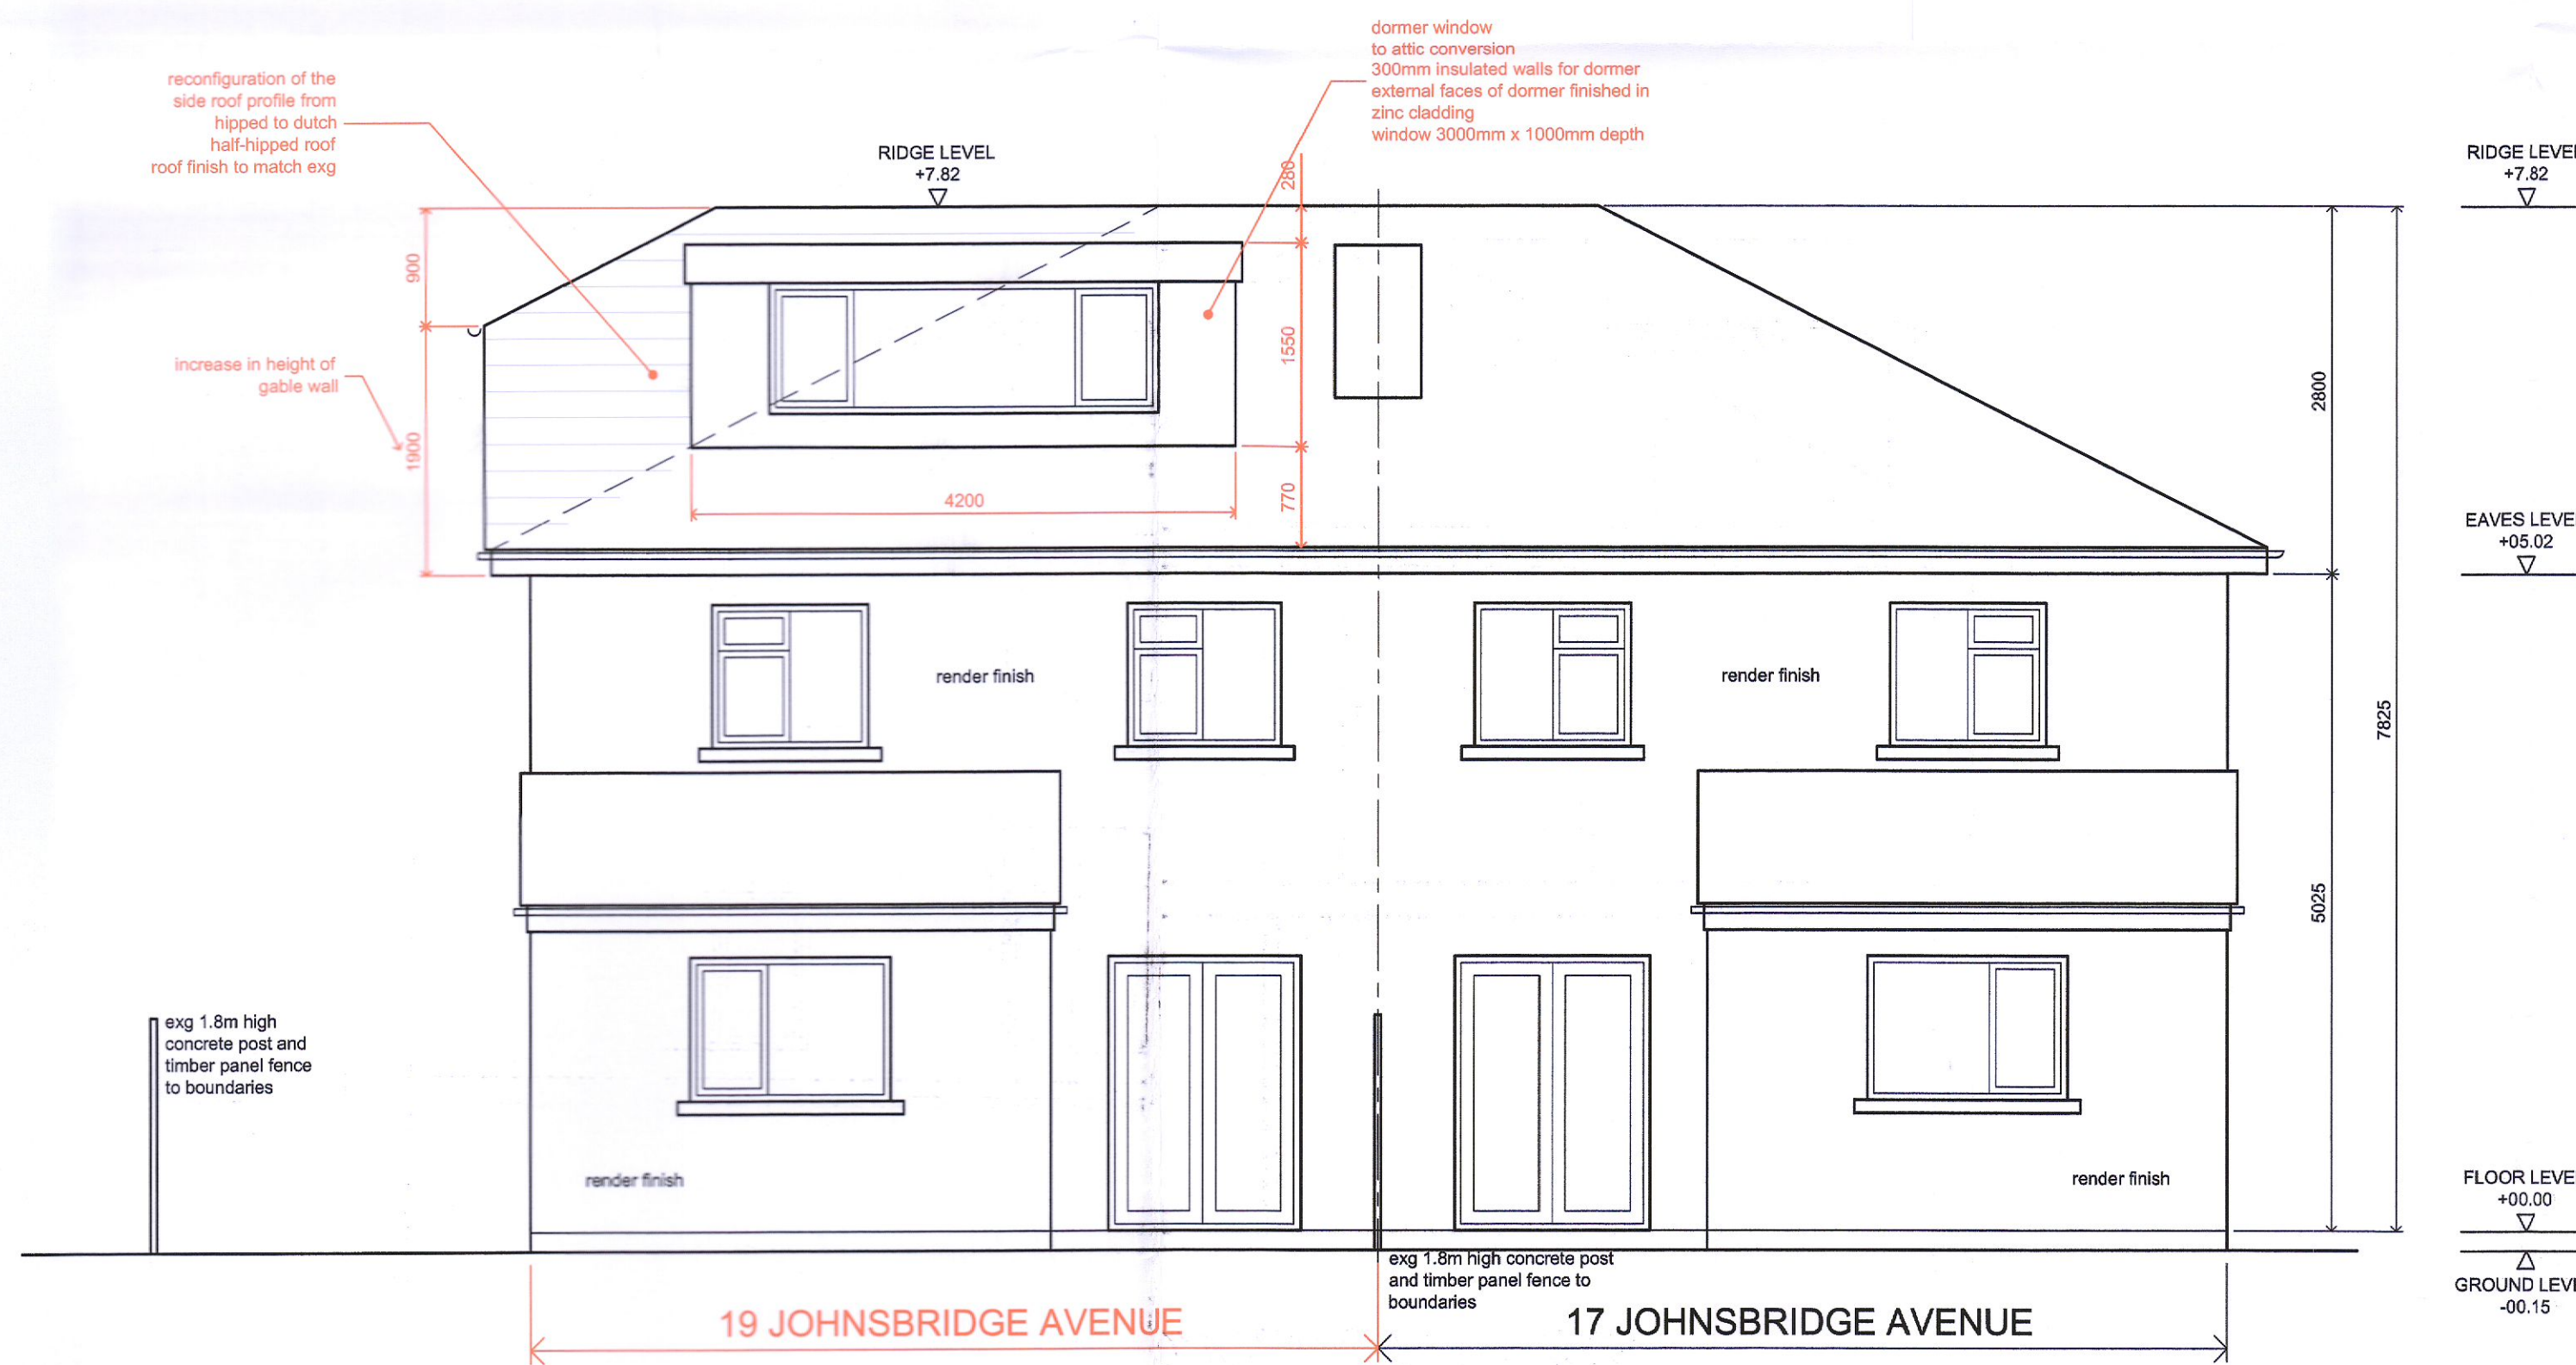 dormer window
to attic conversion
300mm insulated walls for dormer
external faces of dormer finished in
zinc cladding
window 3000mm x 1000mm depth
reconfiguration of the
side roof profile from
hipped to dutch
half-hipped roof
roof finish to match exg
RIDGE LEVEL
+7.82
280
RIDGE LEVEL
+7.82
900
increase in height of
gable wall
1900
1550
2800
4200
770
EAVES LEVE
+05.02
render finish
render finish
7825
5025
exg 1.8m high
concrete post and
timber panel fence
to boundaries
render finish
render finish
FLOOR LEVE
+00.00
exg 1.8m high concrete post
and timber panel fence to
boundaries
GROUND LEVE
-00.15
19 JOHNSBRIDGE AVENUE
17 JOHNSBRIDGE AVENUE